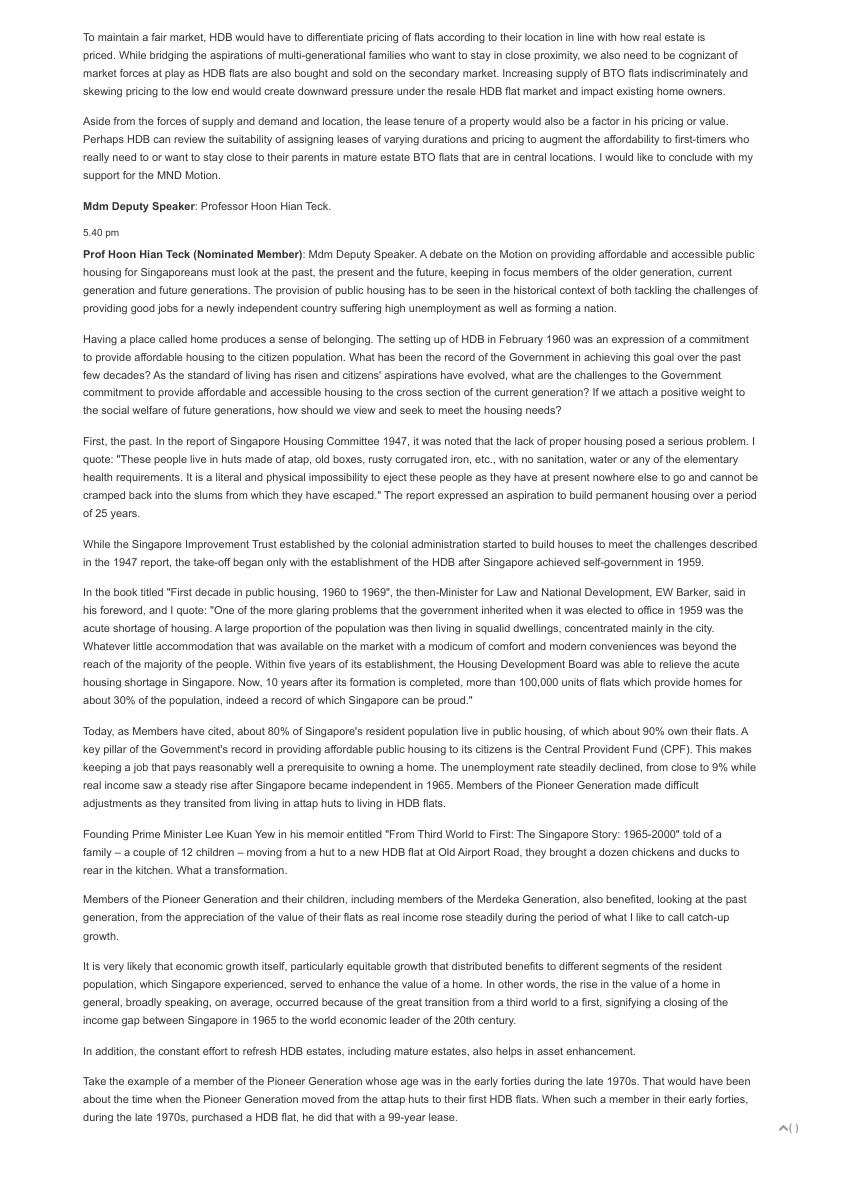 To maintain a fair market, HDB would have to differentiate pricing of flats according to their location in line with how real estate is
priced. While bridging the aspirations of multi-generational families who want to stay in close proximity, we also need to be cognizant of
market forces at play as HDB flats are also bought and sold on the secondary market. Increasing supply of BTO flats indiscriminately and
skewing pricing to the low end would create downward pressure under the resale HDB flat market and impact existing home owners.
Aside from the forces of supply and demand and location, the lease tenure of a property would also be a factor in his pricing or value.
Perhaps HDB can review the suitability of assigning leases of varying durations and pricing to augment the affordability to first-timers who
really need to or want to stay close to their parents in mature estate BTO flats that are in central locations. I would like to conclude with my
support for the MND Motion.
Mdm Deputy Speaker: Professor Hoon Hian Teck.
5.40 pm
Prof Hoon Hian Teck (Nominated Member): Mdm Deputy Speaker. A debate on the Motion on providing affordable and accessible public
housing for Singaporeans must look at the past, the present and the future, keeping in focus members of the older generation, current
generation and future generations. The provision of public housing has to be seen in the historical context of both tackling the challenges of
providing good jobs for a newly independent country suffering high unemployment as well as forming a nation.
Having a place called home produces a sense of belonging. The setting up of HDB in February 1960 was an expression of a commitment
to provide affordable housing to the citizen population. What has been the record of the Government in achieving this goal over the past
few decades? As the standard of living has risen and citizens' aspirations have evolved, what are the challenges to the Government
commitment to provide affordable and accessible housing to the cross section of the current generation? If we attach a positive weight to
the social welfare of future generations, how should we view and seek to meet the housing needs?
First, the past. In the report of Singapore Housing Committee 1947, it was noted that the lack of proper housing posed a serious problem. I
quote: "These people live in huts made of atap, old boxes, rusty corrugated iron, etc., with no sanitation, water or any of the elementary
health requirements. It is a literal and physical impossibility to eject these people as they have at present nowhere else to go and cannot be
cramped back into the slums from which they have escaped." The report expressed an aspiration to build permanent housing over a period
of 25 years.
While the Singapore Improvement Trust established by the colonial administration started to build houses to meet the challenges described
in the 1947 report, the take-off began only with the establishment of the HDB after Singapore achieved self-government in 1959.
In the book titled "First decade in public housing, 1960 to 1969", the then-Minister for Law and National Development, EW Barker, said in
his foreword, and I quote: "One of the more glaring problems that the government inherited when it was elected to office in 1959 was the
acute shortage of housing. A large proportion of the population was then living in squalid dwellings, concentrated mainly in the city.
Whatever little accommodation that was available on the market with a modicum of comfort and modern conveniences was beyond the
reach of the majority of the people. Within five years of its establishment, the Housing Development Board was able to relieve the acute
housing shortage in Singapore. Now, 10 years after its formation is completed, more than 100,000 units of flats which provide homes for
about 30% of the population, indeed a record of which Singapore can be proud."
Today, as Members have cited, about 80% of Singapore's resident population live in public housing, of which about 90% own their flats. A
key pillar of the Government's record in providing affordable public housing to its citizens is the Central Provident Fund (CPF). This makes
keeping a job that pays reasonably well a prerequisite to owning a home. The unemployment rate steadily declined, from close to 9% while
real income saw a steady rise after Singapore became independent in 1965. Members of the Pioneer Generation made difficult
adjustments as they transited from living in attap huts to living in HDB flats.
Founding Prime Minister Lee Kuan Yew in his memoir entitled "From Third World to First: The Singapore Story: 1965-2000" told of a
family – a couple of 12 children – moving from a hut to a new HDB flat at Old Airport Road, they brought a dozen chickens and ducks to
rear in the kitchen. What a transformation.
Members of the Pioneer Generation and their children, including members of the Merdeka Generation, also benefited, looking at the past
generation, from the appreciation of the value of their flats as real income rose steadily during the period of what I like to call catch-up
growth.
It is very likely that economic growth itself, particularly equitable growth that distributed benefits to different segments of the resident
population, which Singapore experienced, served to enhance the value of a home. In other words, the rise in the value of a home in
general, broadly speaking, on average, occurred because of the great transition from a third world to a first, signifying a closing of the
income gap between Singapore in 1965 to the world economic leader of the 20th century.
In addition, the constant effort to refresh HDB estates, including mature estates, also helps in asset enhancement.
Take the example of a member of the Pioneer Generation whose age was in the early forties during the late 1970s. That would have been
about the time when the Pioneer Generation moved from the attap huts to their first HDB flats. When such a member in their early forties,
during the late 1970s, purchased a HDB flat, he did that with a 99-year lease.
( )